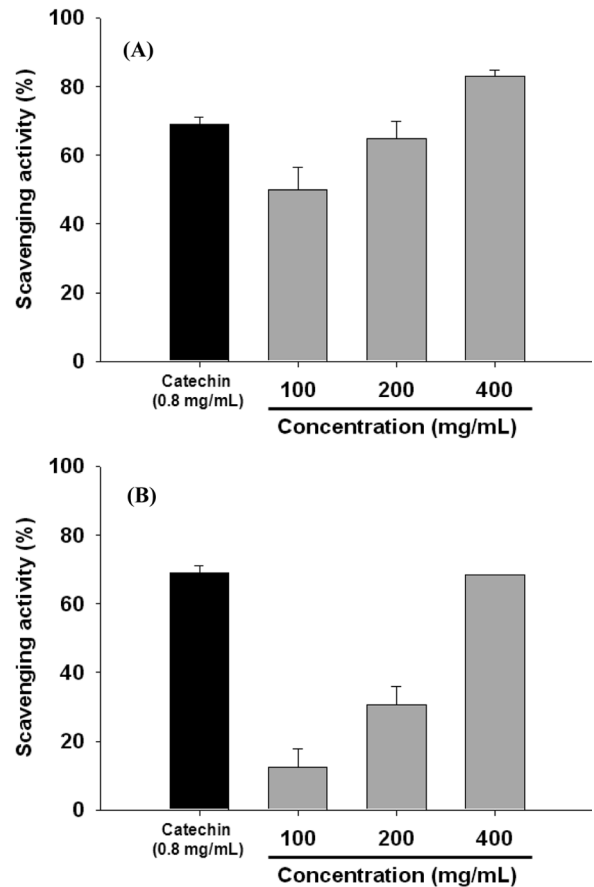 100
(A)
80
60
40
20
0
Scavenging activity (%)
Catechin
(0.8 mg/mL)
100 200 400
Concentration (mg/mL)
100
(B)
80
60
40
20
0
Scavenging activity (%)
Catechin
(0.8 mg/mL)
100 200 400
Concentration (mg/mL)